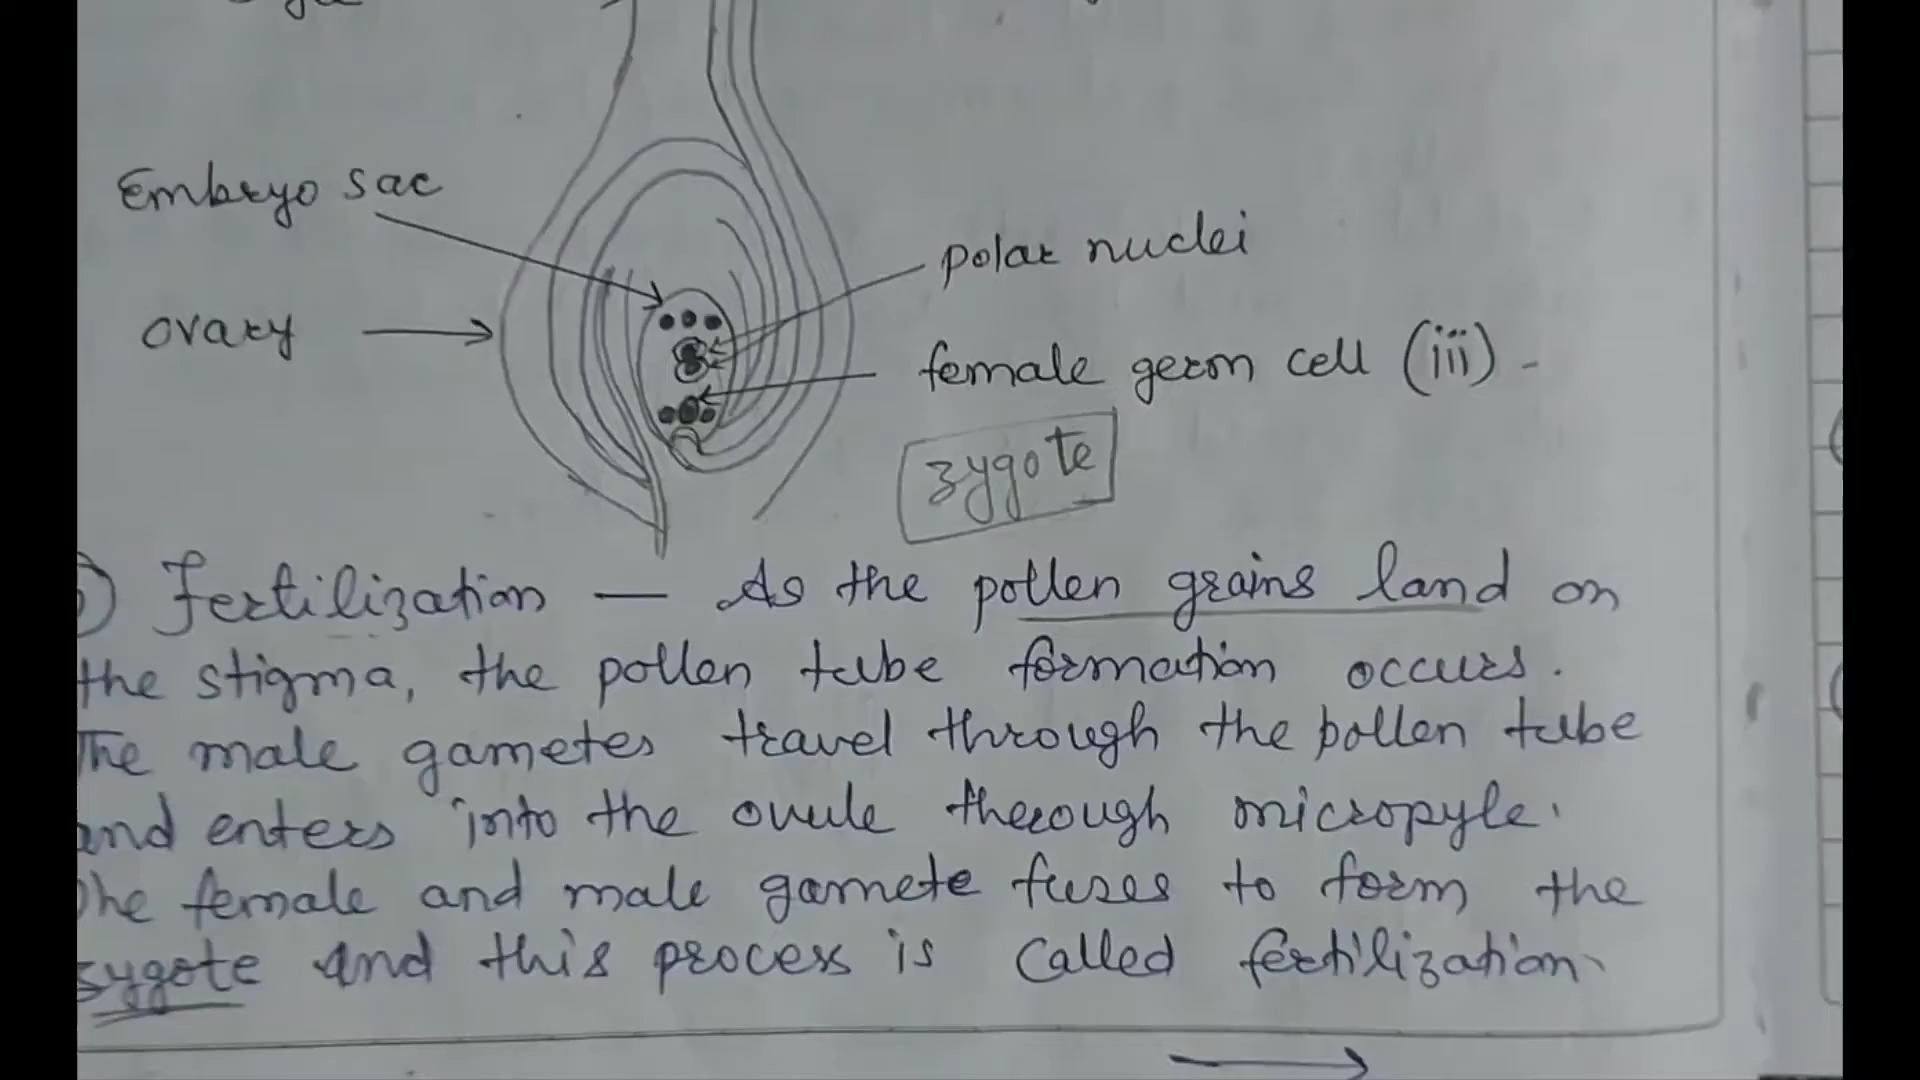 Embryo sac
polar nuclei
ovary
female germ cell (iii) -
zygote
) Fertilization — As the pollen grains land on
the stigma, the pollen tube formation occurs.
The male gametes travel through the pollen tube
and enters into the ovule therough micropyle.
The female and male gamete fuses to form the
zygote and this process is called fertilization.